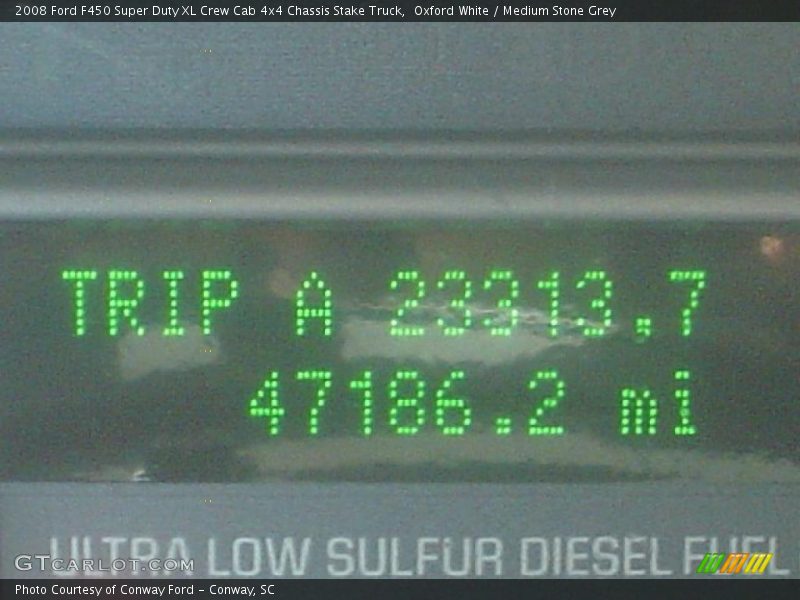 2008 Ford F450 Super Duty XL Crew Cab 4x4 Chassis Stake Truck,  Oxford White / Medium Stone Grey
TRIP A 23313.7
47186.2 mi
ULTRA LOW SULFUR DIESEL FUEL
GTCARLOT.COM
Photo Courtesy of Conway Ford – Conway, SC